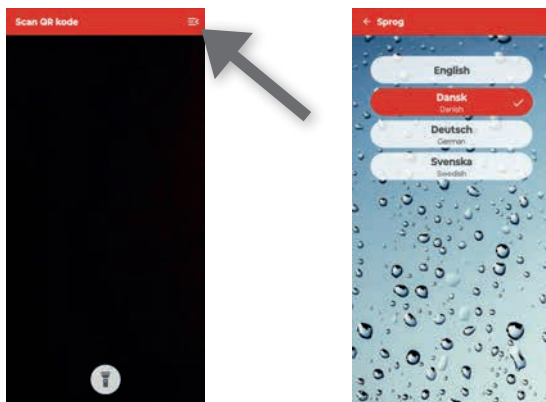 Scan QR kode
← Sprog
English
Dansk
Danish
Deutsch
German
Svenska
Swedish